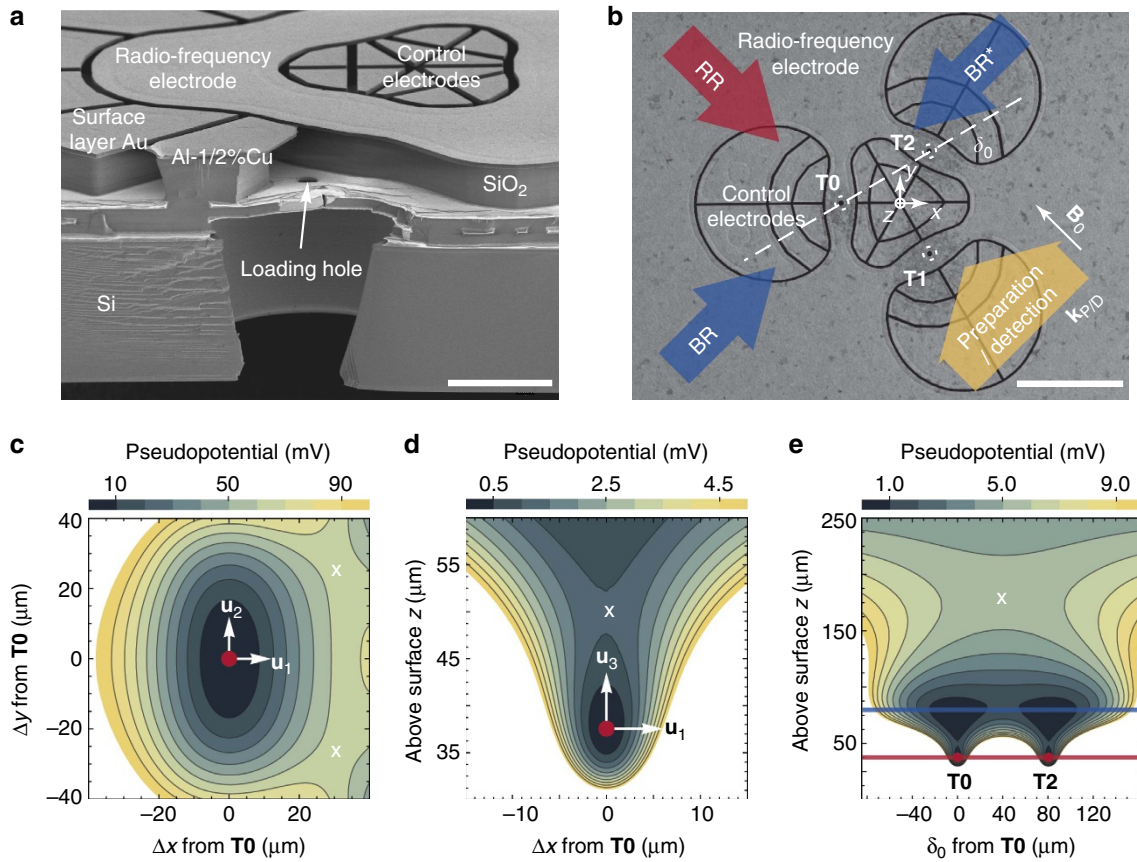 a
Radio-frequency
electrode
Control
electrodes
Surface
layer Au
Al-1/2%Cu
SiO2
Loading hole
Si
b
Radio-frequency
electrode
RR
BR*
δ0
T2
T0
y
Control
electrodes
z
x
B0
T1
BR
Preparation
/ detection
kP/D
c
Pseudopotential (mV)
10 50 90
40
20
0
−20
−40
Δy from T0 (μm)
x
u2
u1
x
−20 0 20
Δx from T0 (μm)
d
Pseudopotential (mV)
0.5 2.5 4.5
55
45
35
Above surface z (μm)
x
u3
u1
−10 0 10
Δx from T0 (μm)
e
Pseudopotential (mV)
1.0 5.0 9.0
250
150
50
Above surface z (μm)
x
T0 T2
−40 0 40 80 120
δ0 from T0 (μm)